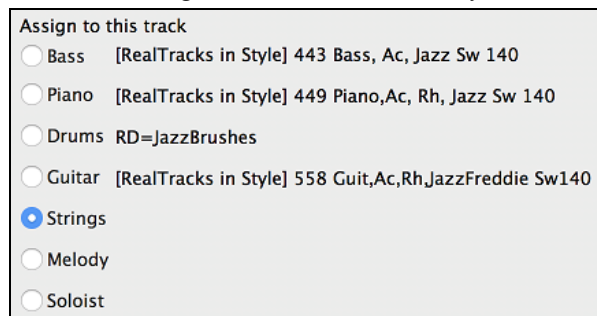 Assign to this track
Bass [RealTracks in Style] 443 Bass, Ac, Jazz Sw 140
Piano [RealTracks in Style] 449 Piano,Ac, Rh, Jazz Sw 140
Drums RD=JazzBrushes
Guitar [RealTracks in Style] 558 Guit,Ac,Rh,JazzFreddie Sw140
Strings
Melody
Soloist